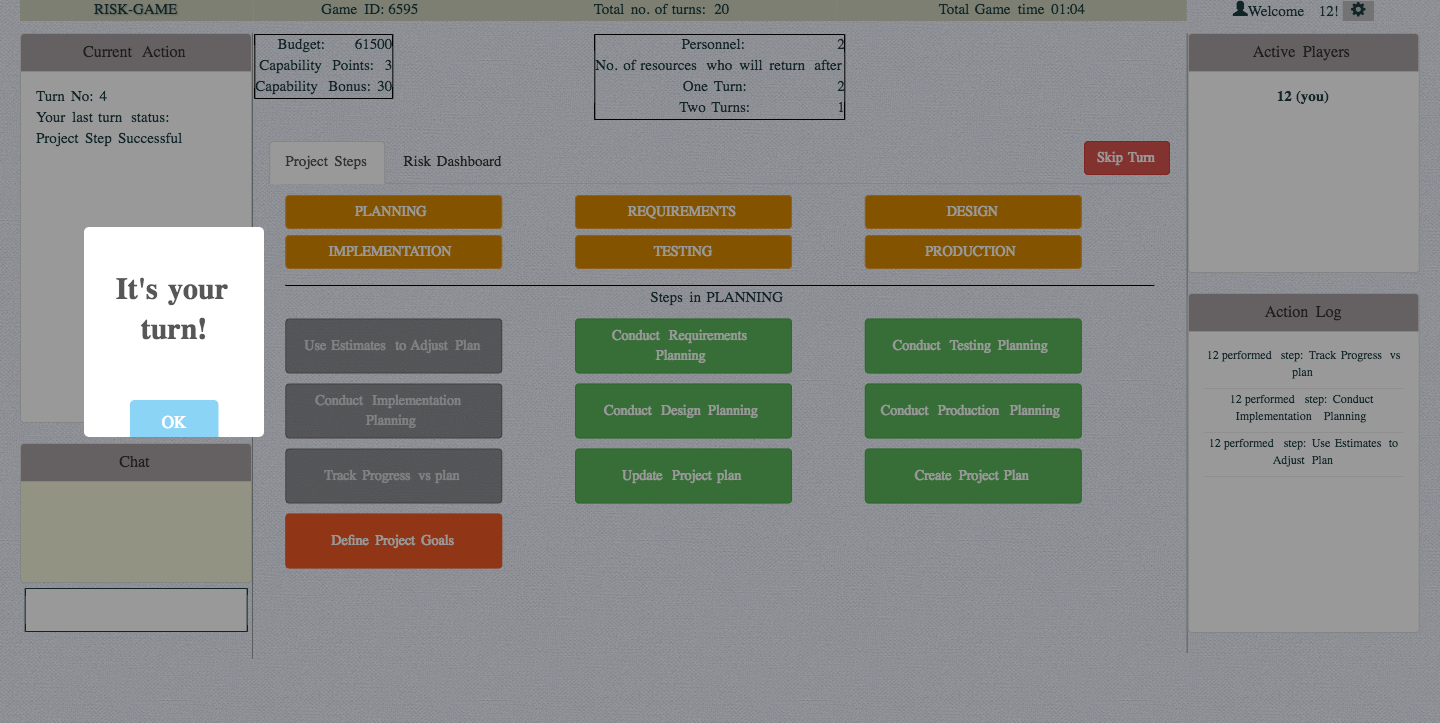 RISK-GAME
Game ID: 6595
Total no. of turns: 20
Total Game time 01:04
Welcome 12!
Current Action
Turn No: 4
Your last turn status:
Project Step Successful
Budget: 61500
Capability Points: 3
Capability Bonus: 30
Personnel: 2
No. of resources who will return after
One Turn: 2
Two Turns: 1
Active Players
12 (you)
Project Steps
Risk Dashboard
Skip Turn
PLANNING
REQUIREMENTS
DESIGN
IMPLEMENTATION
TESTING
PRODUCTION
It's your
turn!
OK
Steps in PLANNING
Use Estimates to Adjust Plan
Conduct Requirements
Planning
Conduct Testing Planning
Conduct Implementation
Planning
Conduct Design Planning
Conduct Production Planning
Track Progress vs plan
Update Project plan
Create Project Plan
Define Project Goals
Action Log
12 performed step: Track Progress vs
plan
12 performed step: Conduct
Implementation Planning
12 performed step: Use Estimates to
Adjust Plan
Chat